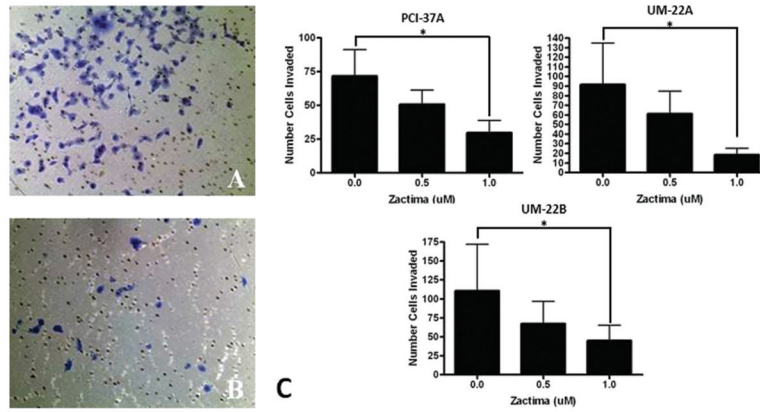 A
B
C
PCI-37A
*
Number Cells Invaded
100
75
50
25
0
0.0 0.5 1.0
Zactima (uM)
UM-22A
*
Number Cells Invaded
140
130
120
110
100
90
80
70
60
50
40
30
20
10
0
0.0 0.5 1.0
Zactima (uM)
UM-22B
*
Number Cells Invaded
175
150
125
100
75
50
25
0
0.0 0.5 1.0
Zactima (uM)